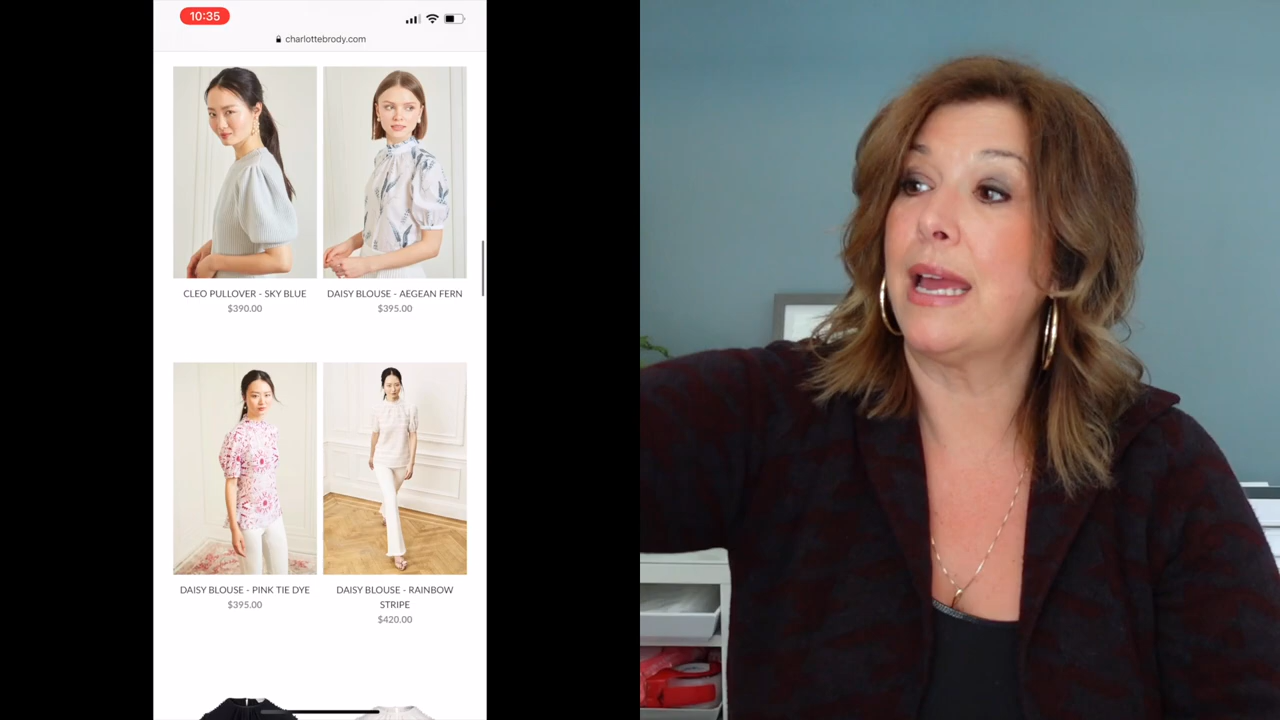 10:35
charlottebrody.com
CLEO PULLOVER - SKY BLUE
$390.00
DAISY BLOUSE - AEGEAN FERN
$395.00
DAISY BLOUSE - PINK TIE DYE
$395.00
DAISY BLOUSE - RAINBOW
STRIPE
$420.00